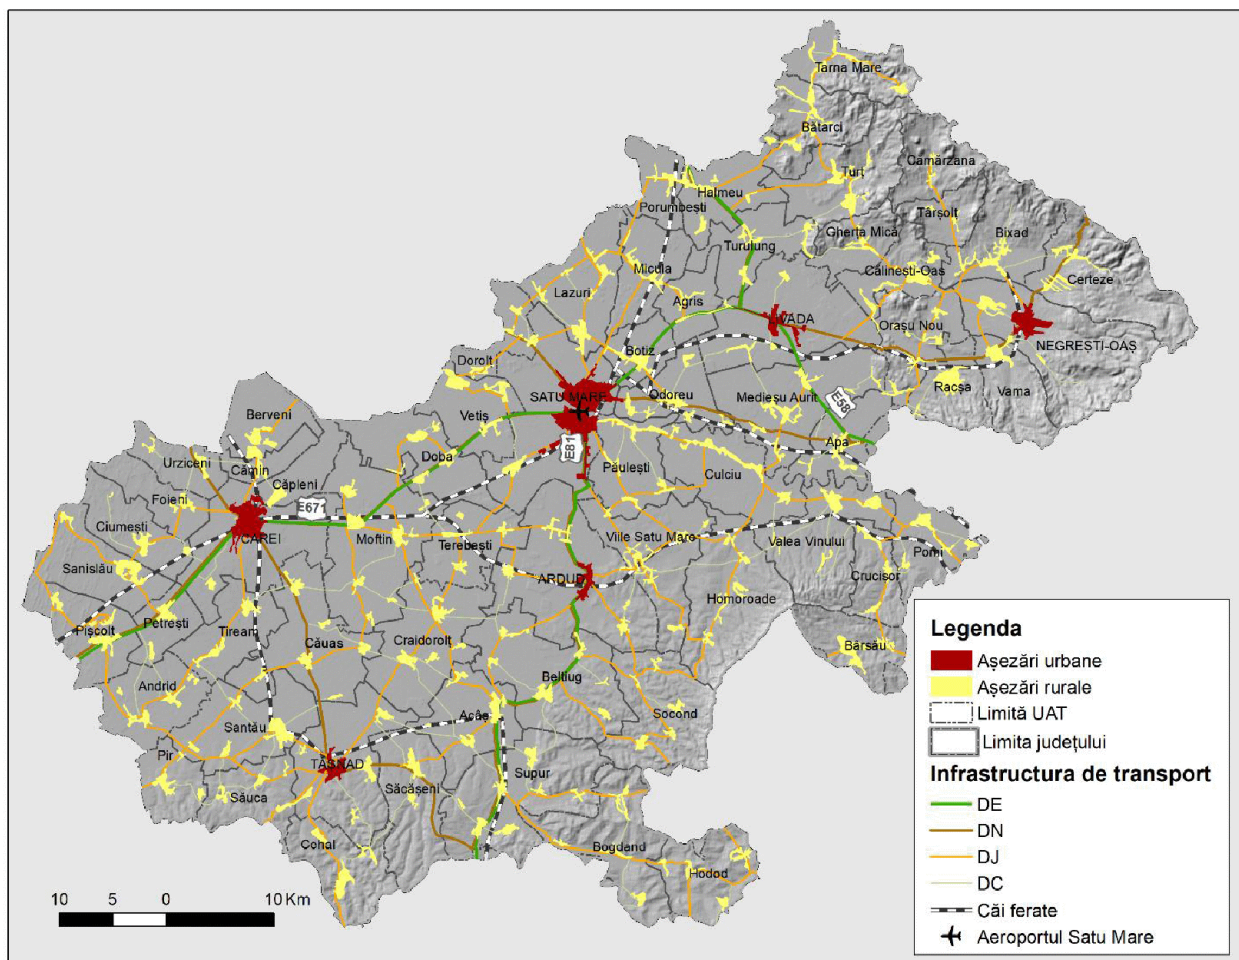 Tarna Mare
Bătarci
Cămărzana
Turț
Halmeu
Porumbești
Târșolt
Bixad
Gherța Mică
Turulung
Călinești-Oaș
Certeze
Micula
Lazuri
Agriș
LIVADA
Orașu Nou
NEGREȘTI-OAȘ
Botiz
Dorolț
Racșa
Vama
SATU MARE
Odoreu
Mediesu Aurit
E58
Berveni
Vetiș
Apa
E81
Doba
Urziceni
Cămin
Păulești
Culciu
Căpleni
Foieni
E671
Ciumești
CAREI
Moftin
Terebești
Viile Satu Mare
Valea Vinului
Pomi
Sanislău
ARDUD
Crucișor
Homoroade
Pișcolt
Petrești
Tiream
Căuaș
Craidorolț
Bârsău
Andrid
Beltiug
Socond
Acâș
Santău
Pir
TĂȘNAD
Supur
Săcășeni
Săuca
Cehal
Bogdand
Hodod
10 5 0 10 Km
Legenda
Așezări urbane
Așezări rurale
Limită UAT
Limita județului
Infrastructura de transport
DE
DN
DJ
DC
Căi ferate
Aeroportul Satu Mare